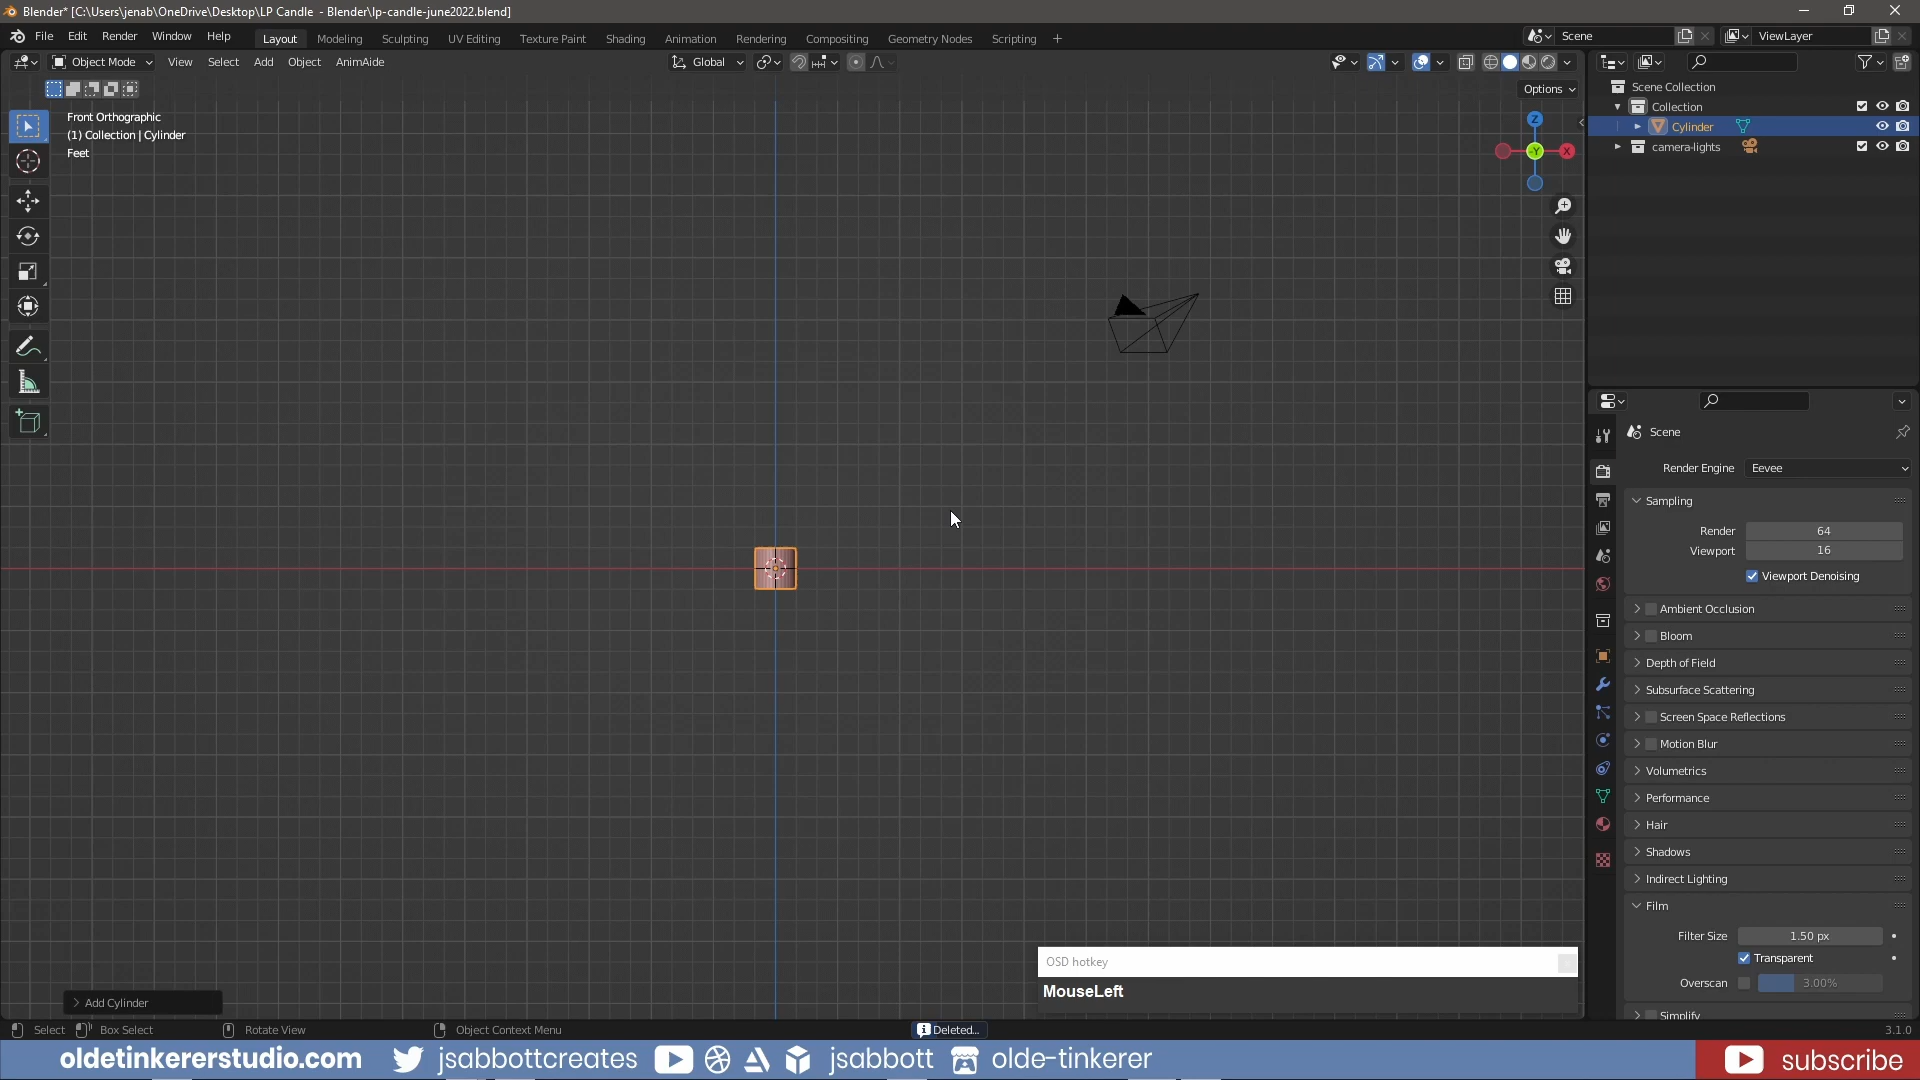 Blender* [C:\Users\jenab\OneDrive\Desktop\LP Candle  - Blender\lp-candle-june2022.blend]
File Edit Render Window Help Layout Modeling Sculpting UV Editing Texture Paint Shading Animation Rendering Compositing Geometry Nodes Scripting + Scene ViewLayer
Object Mode View Select Add Object AnimAide Global
Options
Front Orthographic
(1) Collection | Cylinder
Feet
Z
-Y X
Scene Collection
Collection
Cylinder
camera-lights
Scene
Render Engine Eevee
Sampling
Render 64
Viewport 16
Viewport Denoising
Ambient Occlusion
Bloom
Depth of Field
Subsurface Scattering
Screen Space Reflections
Motion Blur
Volumetrics
Performance
Hair
Shadows
Indirect Lighting
Film
Filter Size 1.50 px
Transparent
Overscan 3.00%
Simplify
OSD hotkey
MouseLeft
Add Cylinder
Select Box Select Rotate View Object Context Menu Deleted... 3.1.0
oldetinkererstudio.com jsabbottcreates jsabbott olde-tinkerer subscribe